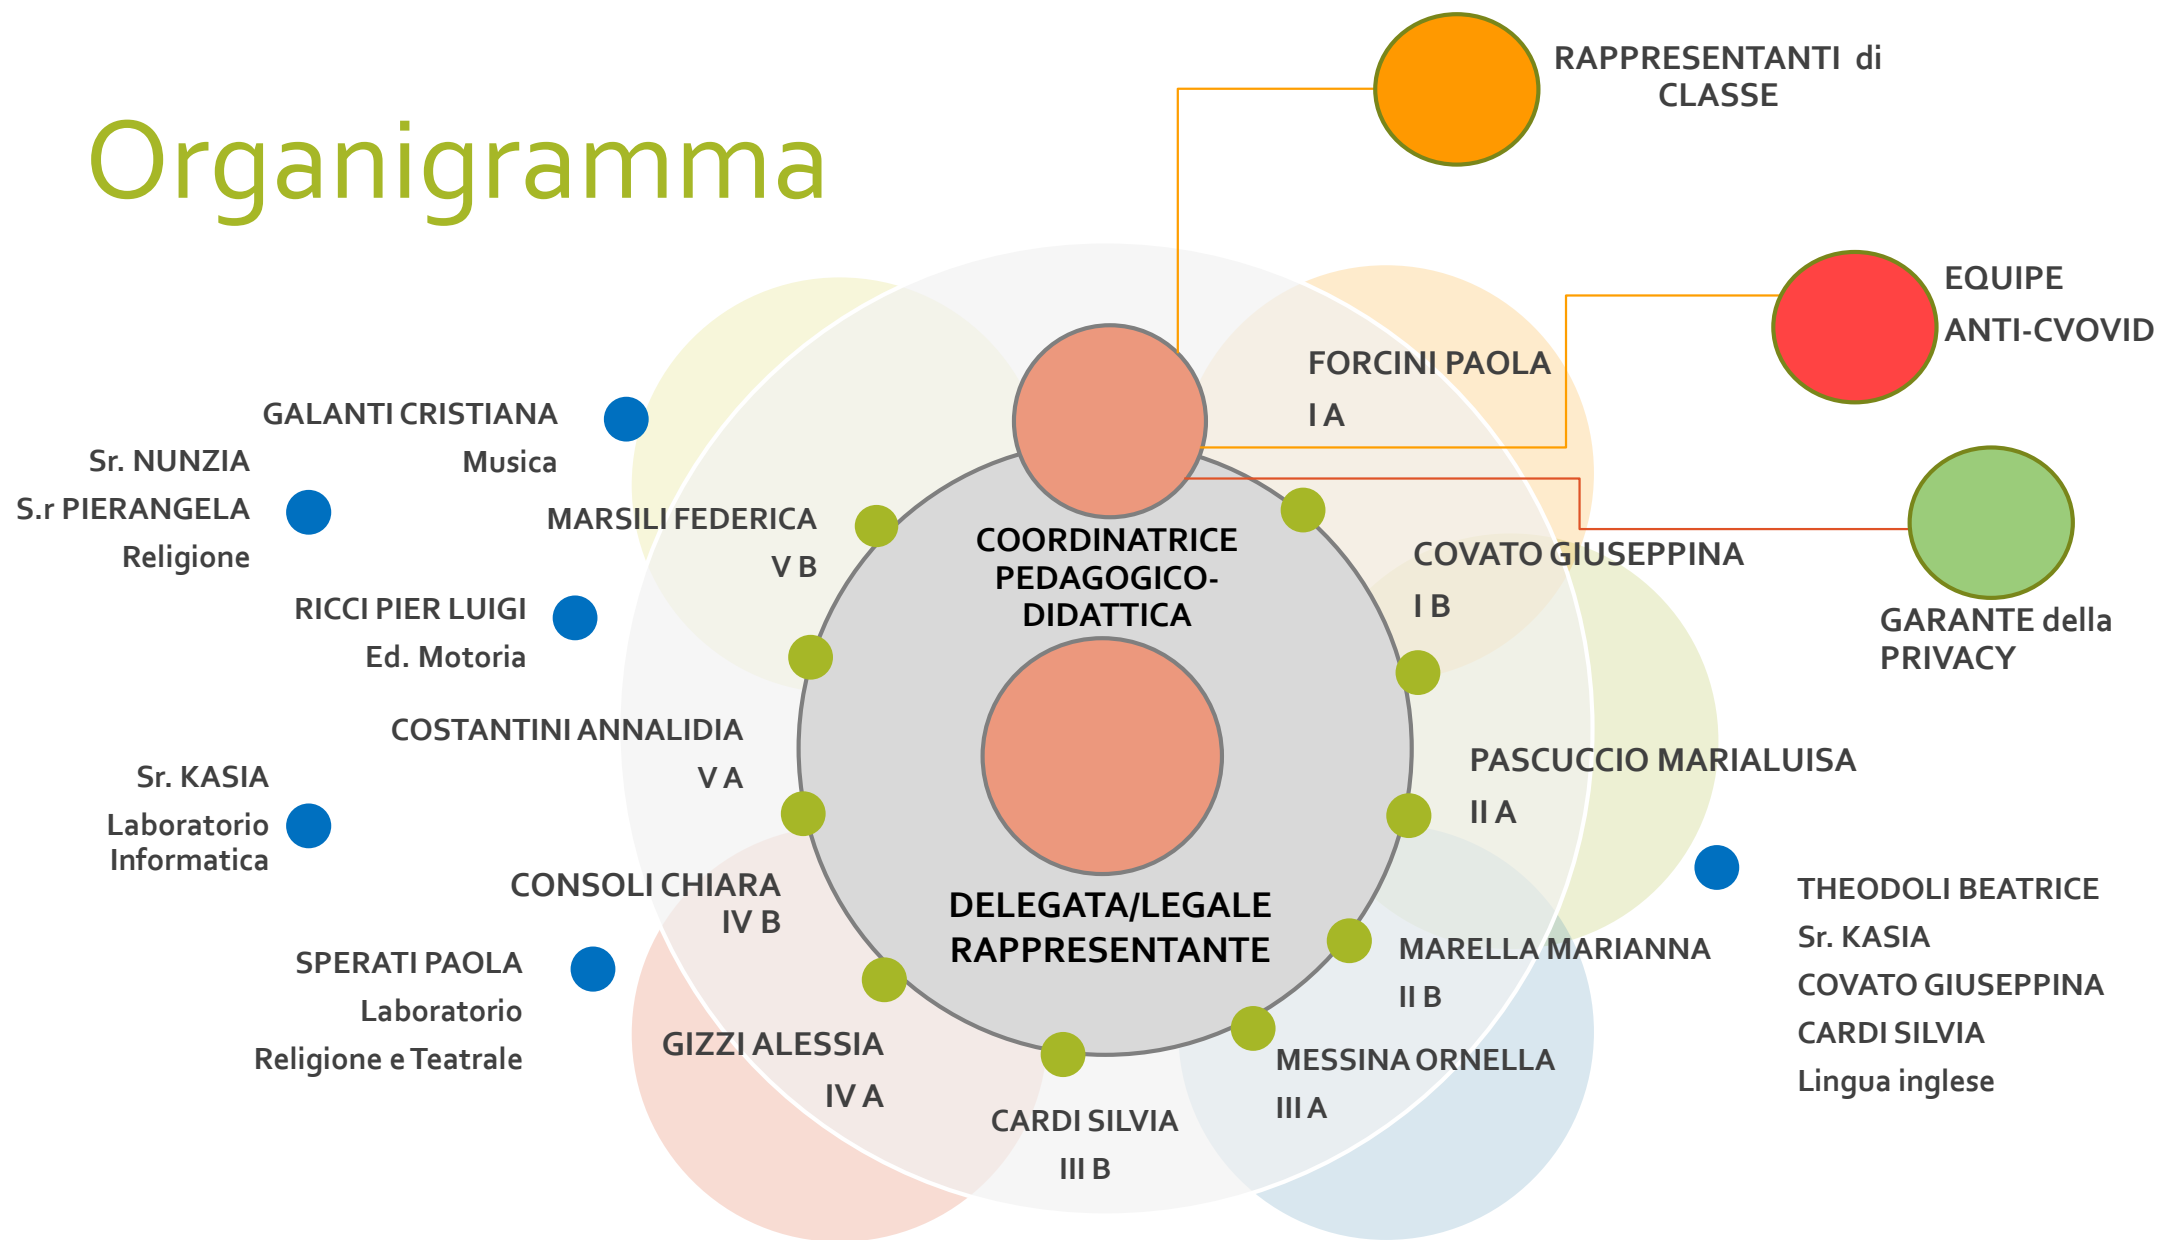 Organigramma
RAPPRESENTANTI di
CLASSE
EQUIPE
ANTI-CVOVID
GARANTE della
PRIVACY
FORCINI PAOLA
I A
COVATO GIUSEPPINA
I B
PASCUCCIO MARIALUISA
II A
MARELLA MARIANNA
II B
MESSINA ORNELLA
III A
CARDI SILVIA
III B
GIZZI ALESSIA
IV A
CONSOLI CHIARA
IV B
COSTANTINI ANNALIDIA
V A
MARSILI FEDERICA
V B
COORDINATRICE
PEDAGOGICO-
DIDATTICA
DELEGATA/LEGALE
RAPPRESENTANTE
GALANTI CRISTIANA
Musica
Sr. NUNZIA
S.r PIERANGELA
Religione
RICCI PIER LUIGI
Ed. Motoria
Sr. KASIA
Laboratorio
Informatica
SPERATI PAOLA
Laboratorio
Religione e Teatrale
THEODOLI BEATRICE
Sr. KASIA
COVATO GIUSEPPINA
CARDI SILVIA
Lingua inglese